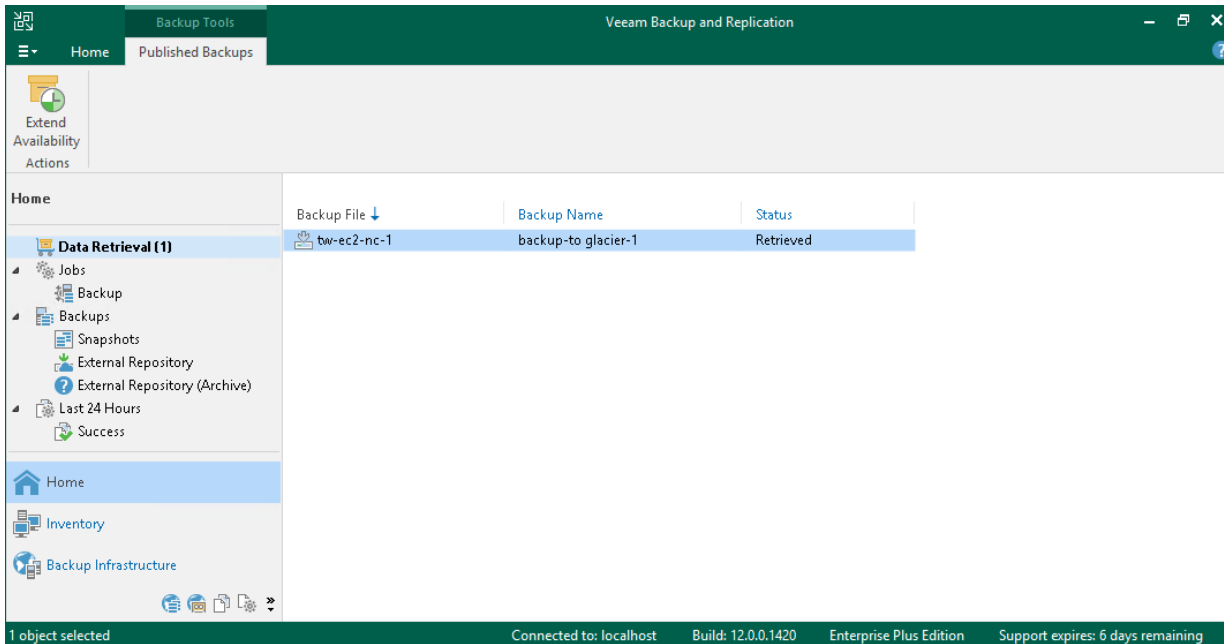 Backup Tools
Veeam Backup and Replication
Home
Published Backups
Extend
Availability
Actions
Home
Backup File
Backup Name
Status
Data Retrieval (1)
tw-ec2-nc-1
backup-to glacier-1
Retrieved
Jobs
Backup
Backups
Snapshots
External Repository
External Repository (Archive)
Last 24 Hours
Success
Home
Inventory
Backup Infrastructure
1 object selected
Connected to: localhost
Build: 12.0.0.1420
Enterprise Plus Edition
Support expires: 6 days remaining